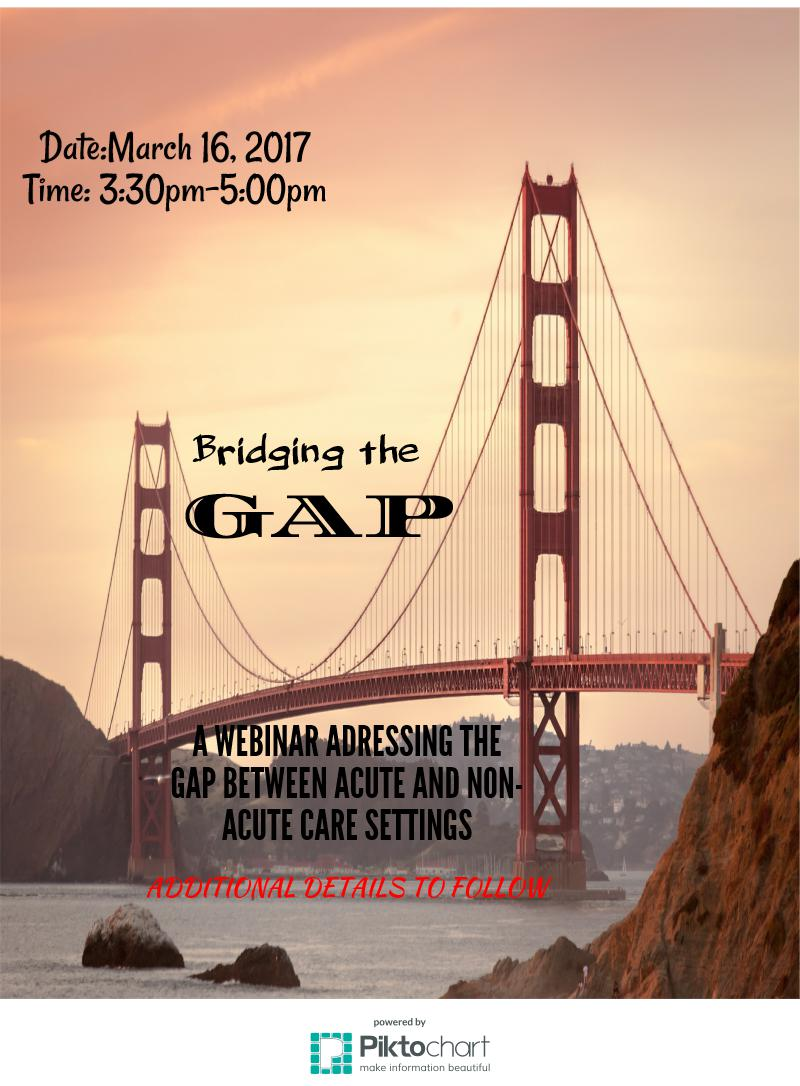 Date:March 16, 2017
Time: 3:30pm-5:00pm
Bridging the
GAP
A WEBINAR ADRESSING THE
GAP BETWEEN ACUTE AND NON-
ACUTE CARE SETTINGS
ADDITIONAL DETAILS TO FOLLOW
powered by
Piktochart
make information beautiful